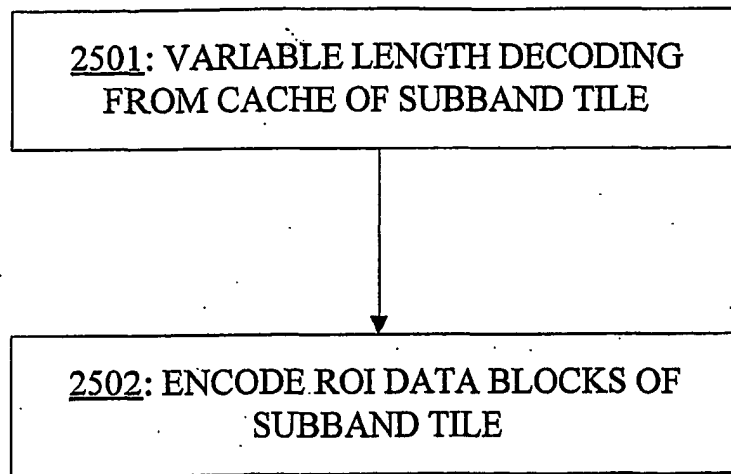 2501: VARIABLE LENGTH DECODING
FROM CACHE OF SUBBAND TILE
2502: ENCODE ROI DATA BLOCKS OF
SUBBAND TILE